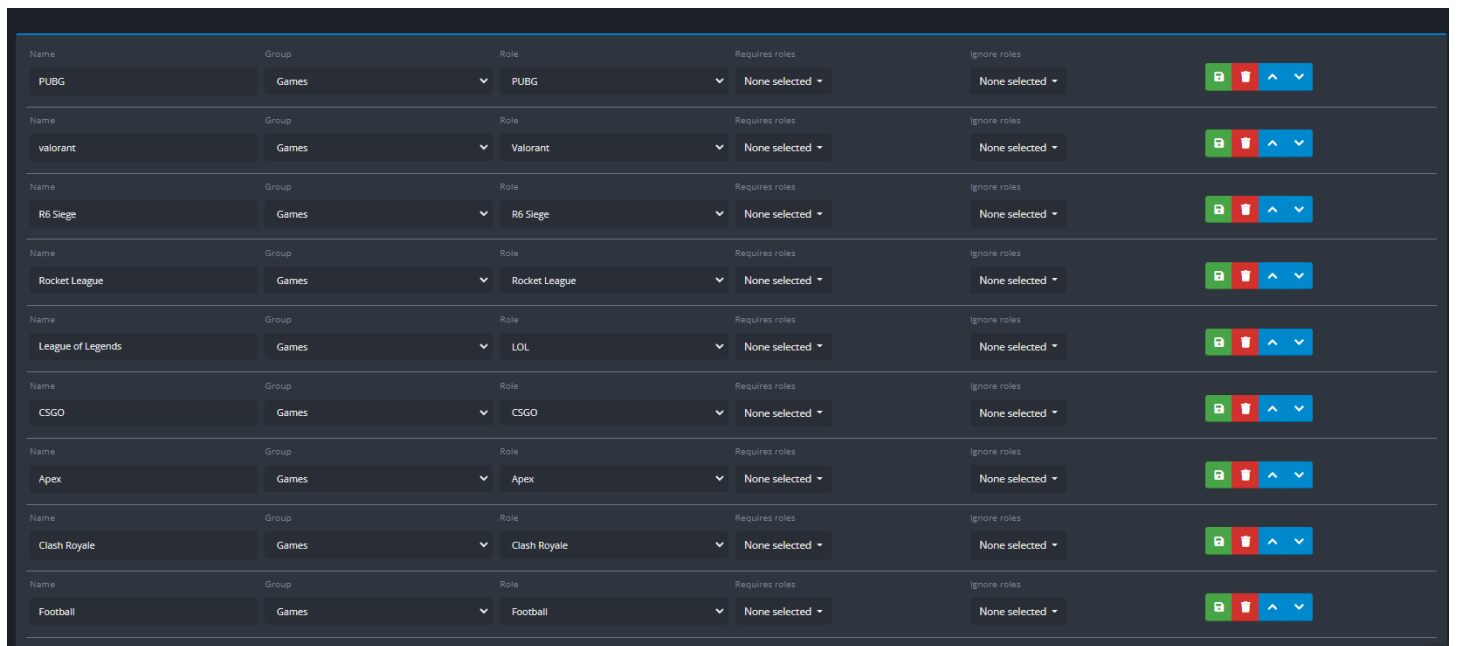 Name Group Role Requires roles Ignore roles
PUBG Games PUBG None selected None selected
Name Group Role Requires roles Ignore roles
valorant Games Valorant None selected None selected
Name Group Role Requires roles Ignore roles
R6 Siege Games R6 Siege None selected None selected
Name Group Role Requires roles Ignore roles
Rocket League Games Rocket League None selected None selected
Name Group Role Requires roles Ignore roles
League of Legends Games LOL None selected None selected
Name Group Role Requires roles Ignore roles
CSGO Games CSGO None selected None selected
Name Group Role Requires roles Ignore roles
Apex Games Apex None selected None selected
Name Group Role Requires roles Ignore roles
Clash Royale Games Clash Royale None selected None selected
Name Group Role Requires roles Ignore roles
Football Games Football None selected None selected